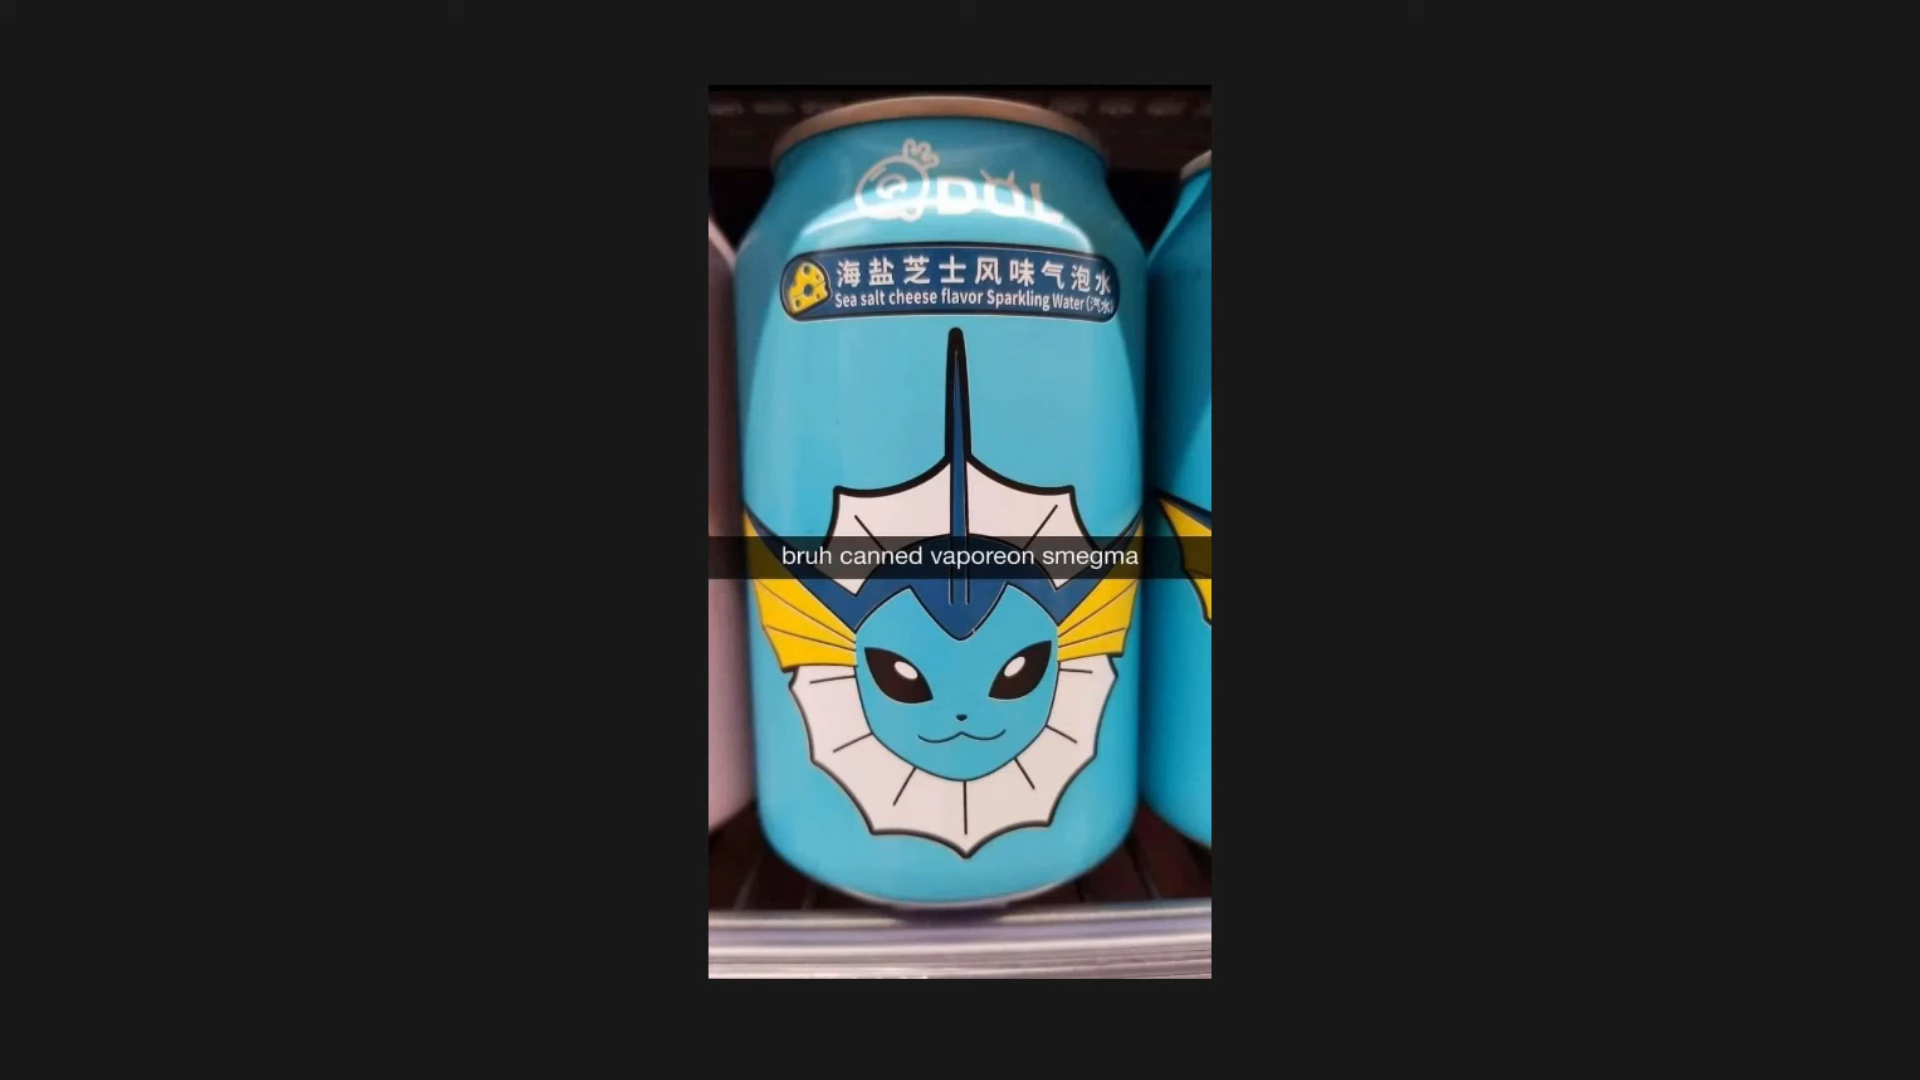 QDOL
海盐芝士风味气泡水
Sea salt cheese flavor Sparkling Water (汽水)
bruh canned vaporeon smegma